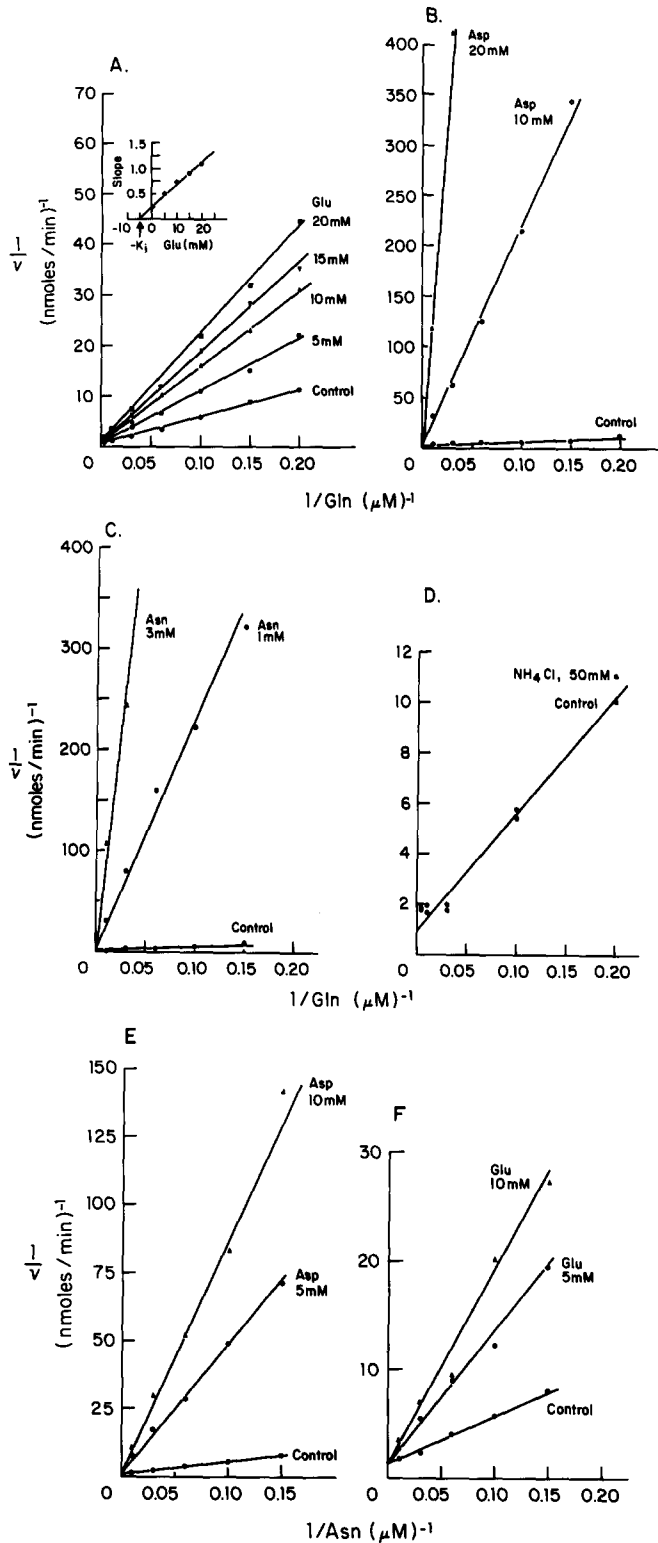 A.
70
60
50
40
30
20
10
0
0.05
0.10
0.15
0.20
1/v (nmoles/min)⁻¹
Slope
1.5
1.0
0.5
-10
0
10
20
-Kᵢ
Glu (mM)
Glu
20mM
15mM
10mM
5mM
Control
B.
400
350
300
250
200
150
100
50
0
0.05
0.10
0.15
0.20
Asp
20mM
Asp
10mM
Control
1/Gln (μM)⁻¹
C.
400
300
200
100
0
0.05
0.10
0.15
0.20
1/v (nmoles/min)⁻¹
Asn
3mM
Asn
1mM
Control
D.
12
10
8
6
4
2
0
0.05
0.10
0.15
0.20
NH₄Cl, 50mM
Control
1/Gln (μM)⁻¹
E
150
125
100
75
50
25
0
0.05
0.10
0.15
0.20
1/v (nmoles/min)⁻¹
Asp
10mM
Asp
5mM
Control
F
30
20
10
0
0.05
0.10
0.15
0.20
Glu
10mM
Glu
5mM
Control
1/Asn (μM)⁻¹